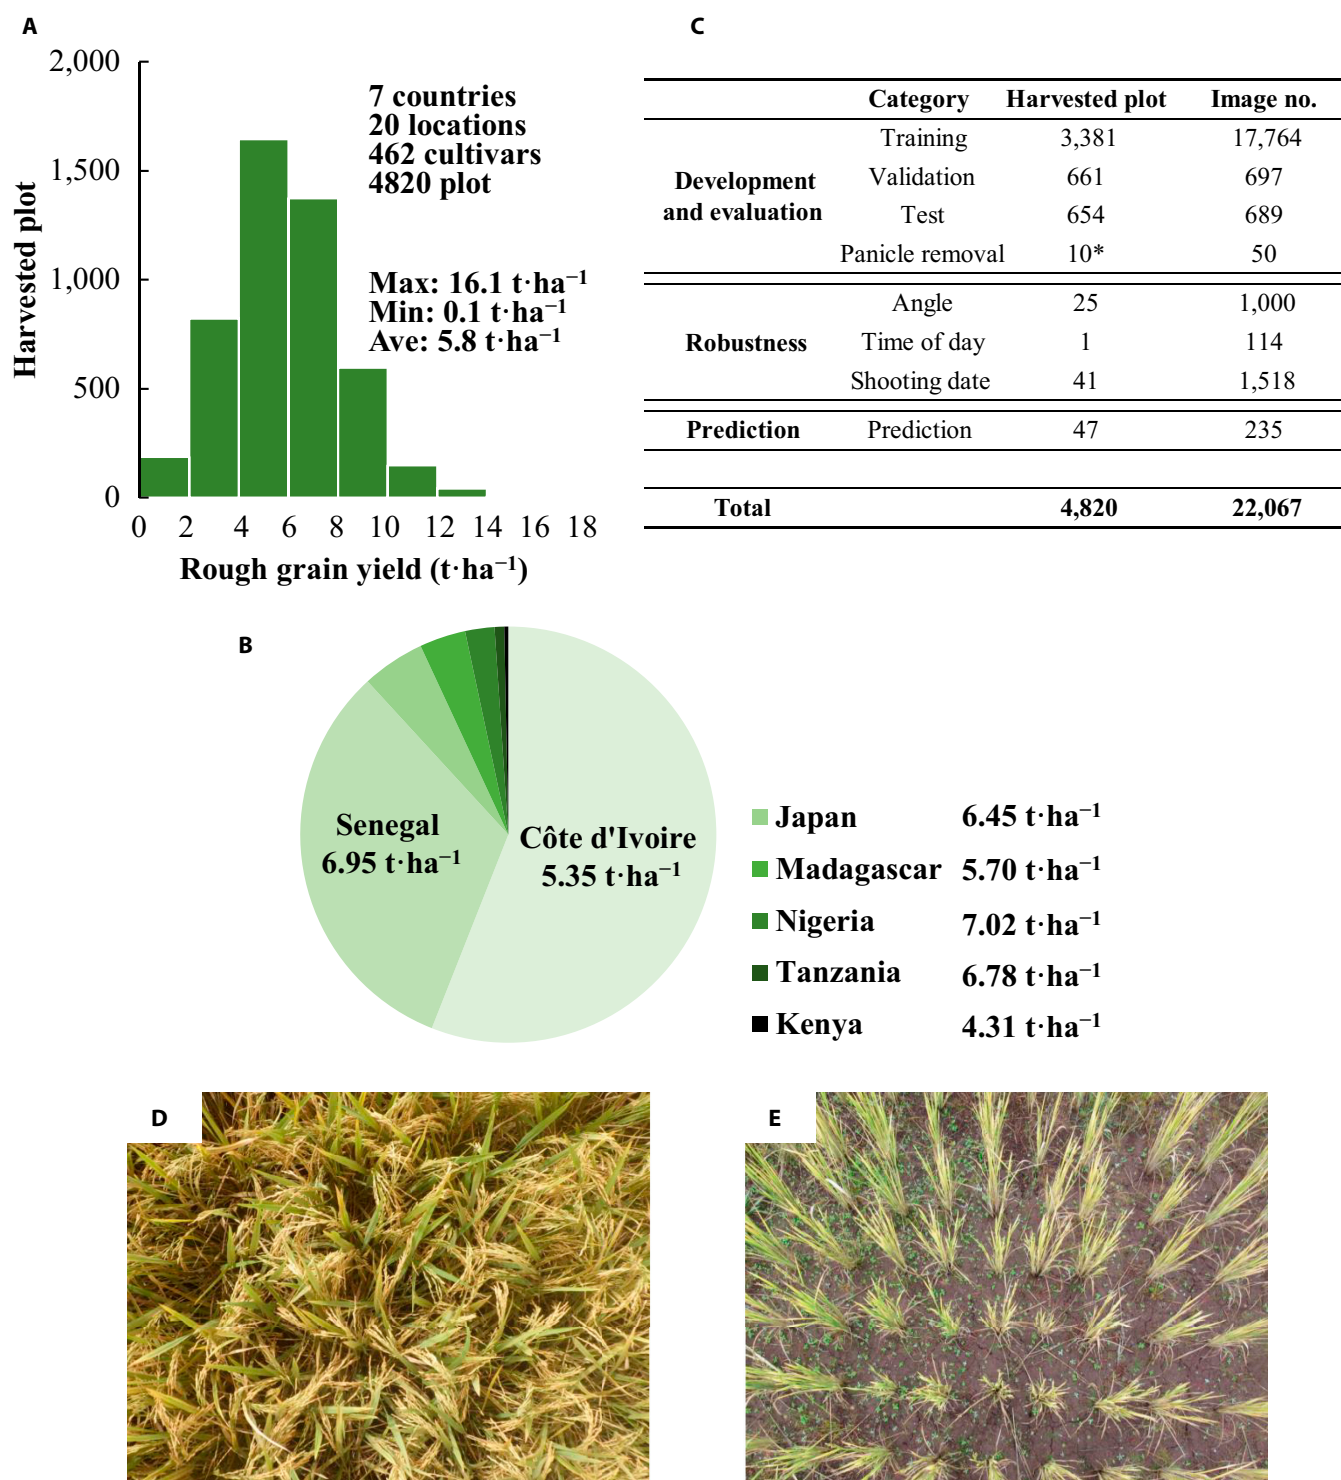 A
2,000
1,500
1,000
500
0
0 2 4 6 8 10 12 14 16 18
Harvested plot
Rough grain yield (t·ha⁻¹)
7 countries
20 locations
462 cultivars
4820 plot
Max: 16.1 t·ha⁻¹
Min: 0.1 t·ha⁻¹
Ave: 5.8 t·ha⁻¹
C
Category Harvested plot Image no.
Development
and evaluation
Training 3,381 17,764
Validation 661 697
Test 654 689
Panicle removal 10* 50
Robustness
Angle 25 1,000
Time of day 1 114
Shooting date 41 1,518
Prediction Prediction 47 235
Total 4,820 22,067
B
Senegal
6.95 t·ha⁻¹
Côte d'Ivoire
5.35 t·ha⁻¹
Japan 6.45 t·ha⁻¹
Madagascar 5.70 t·ha⁻¹
Nigeria 7.02 t·ha⁻¹
Tanzania 6.78 t·ha⁻¹
Kenya 4.31 t·ha⁻¹
D
E